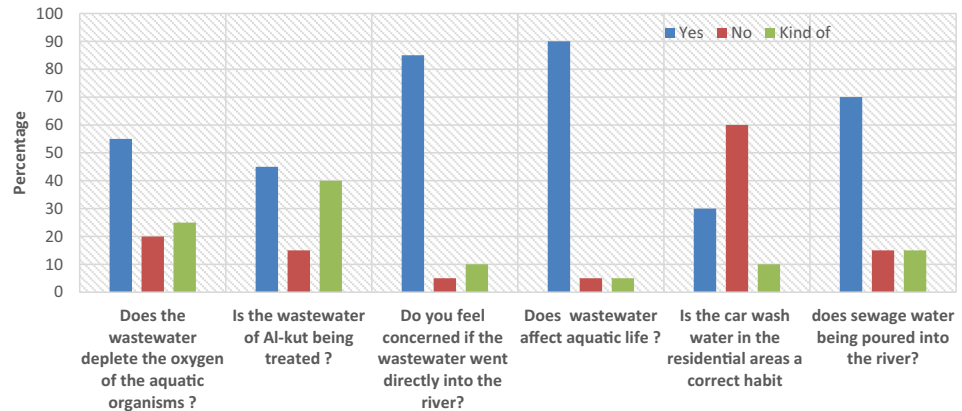 100
90
80
70
60
50
40
30
20
10
0
Percentage
Yes No Kind of
Does the
wastewater
deplete the oxygen
of the aquatic
organisms ?
Is the wastewater
of Al-kut being
treated ?
Do you feel
concerned if the
wastewater went
directly into the
river?
Does wastewater
affect aquatic life ?
Is the car wash
water in the
residential areas a
correct habit
does sewage water
being poured into
the river?